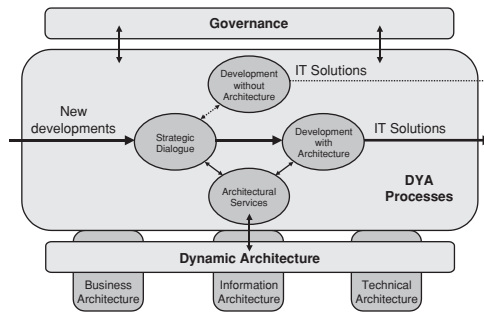 Governance
Development
without
Architecture
IT Solutions
New
developments
Strategic
Dialogue
Development
with
Architecture
IT Solutions
Architectural
Services
DYA
Processes
Dynamic Architecture
Business
Architecture
Information
Architecture
Technical
Architecture